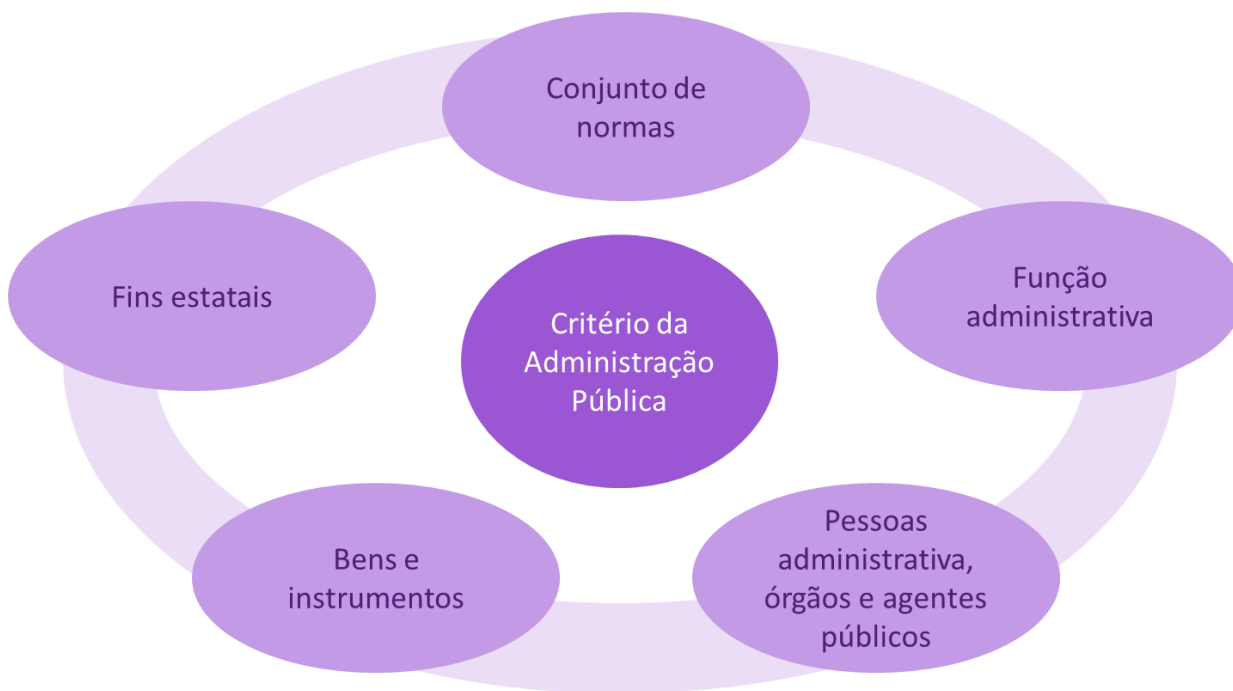 Conjunto de
normas
Função
administrativa
Pessoas
administrativa,
órgãos e agentes
públicos
Bens e
instrumentos
Fins estatais
Critério da
Administração
Pública